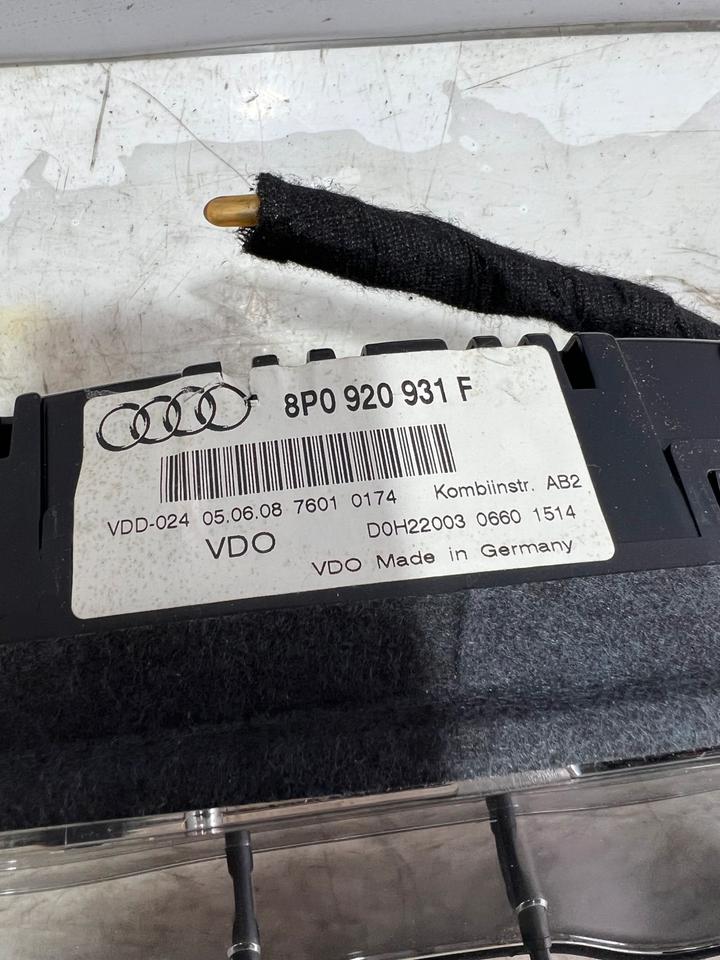 8P0 920 931 F
VDD-024 05.06.08 7601 0174 Kombiinstr. AB2
VDO D0H22003 0660 1514
VDO Made in Germany